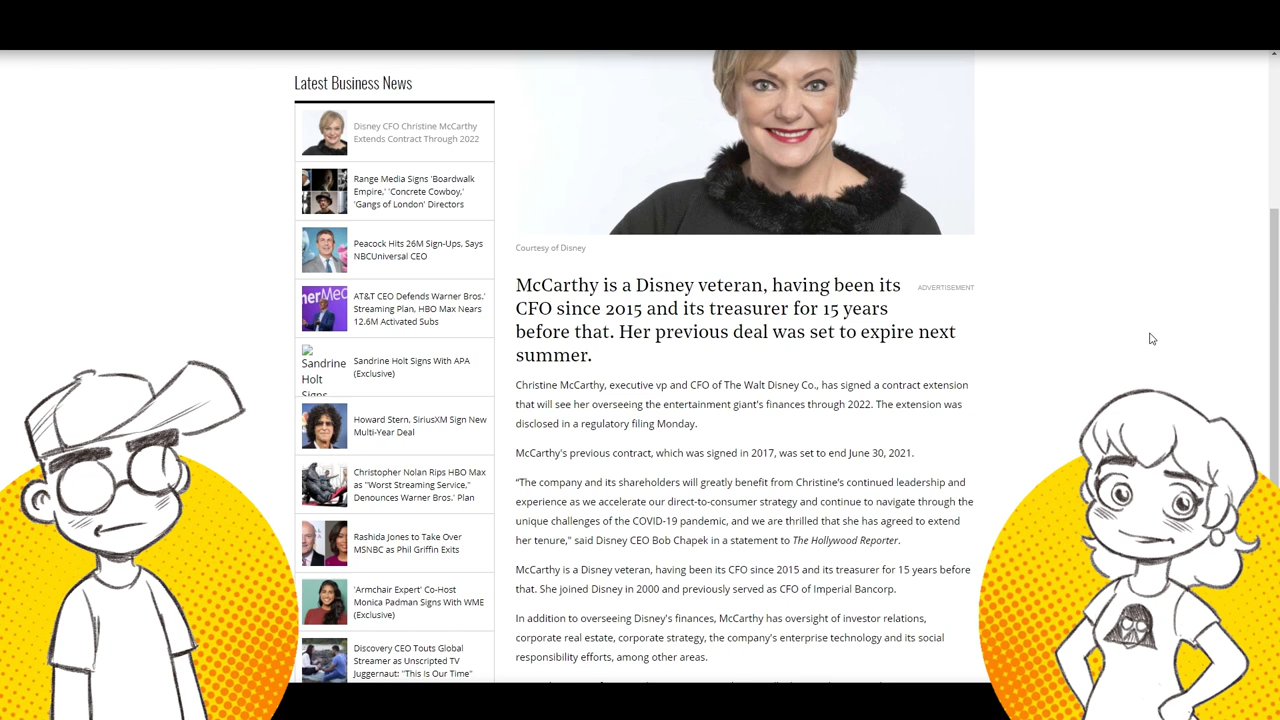 Latest Business News
Disney CFO Christine McCarthy
Extends Contract Through 2022
Range Media Signs 'Boardwalk
Empire,' 'Concrete Cowboy,'
'Gangs of London' Directors
Peacock Hits 26M Sign-Ups, Says
NBCUniversal CEO
AT&T CEO Defends Warner Bros.'
Streaming Plan, HBO Max Nears
12.6M Activated Subs
Sandrine
Holt
Signs
Sandrine Holt Signs With APA
(Exclusive)
Howard Stern, SiriusXM Sign New
Multi-Year Deal
Christopher Nolan Rips HBO Max
as "Worst Streaming Service,"
Denounces Warner Bros.' Plan
Rashida Jones to Take Over
MSNBC as Phil Griffin Exits
'Armchair Expert' Co-Host
Monica Padman Signs With WME
(Exclusive)
Discovery CEO Touts Global
Streamer as Unscripted TV
Juggernaut: "This Is Our Time"
Courtesy of Disney
McCarthy is a Disney veteran, having been its
CFO since 2015 and its treasurer for 15 years
before that. Her previous deal was set to expire next
summer.
ADVERTISEMENT
Christine McCarthy, executive vp and CFO of The Walt Disney Co., has signed a contract extension
that will see her overseeing the entertainment giant's finances through 2022. The extension was
disclosed in a regulatory filing Monday.
McCarthy's previous contract, which was signed in 2017, was set to end June 30, 2021.
"The company and its shareholders will greatly benefit from Christine's continued leadership and
experience as we accelerate our direct-to-consumer strategy and continue to navigate through the
unique challenges of the COVID-19 pandemic, and we are thrilled that she has agreed to extend
her tenure," said Disney CEO Bob Chapek in a statement to The Hollywood Reporter.
McCarthy is a Disney veteran, having been its CFO since 2015 and its treasurer for 15 years before
that. She joined Disney in 2000 and previously served as CFO of Imperial Bancorp.
In addition to overseeing Disney's finances, McCarthy has oversight of investor relations,
corporate real estate, corporate strategy, the company's enterprise technology and its social
responsibility efforts, among other areas.